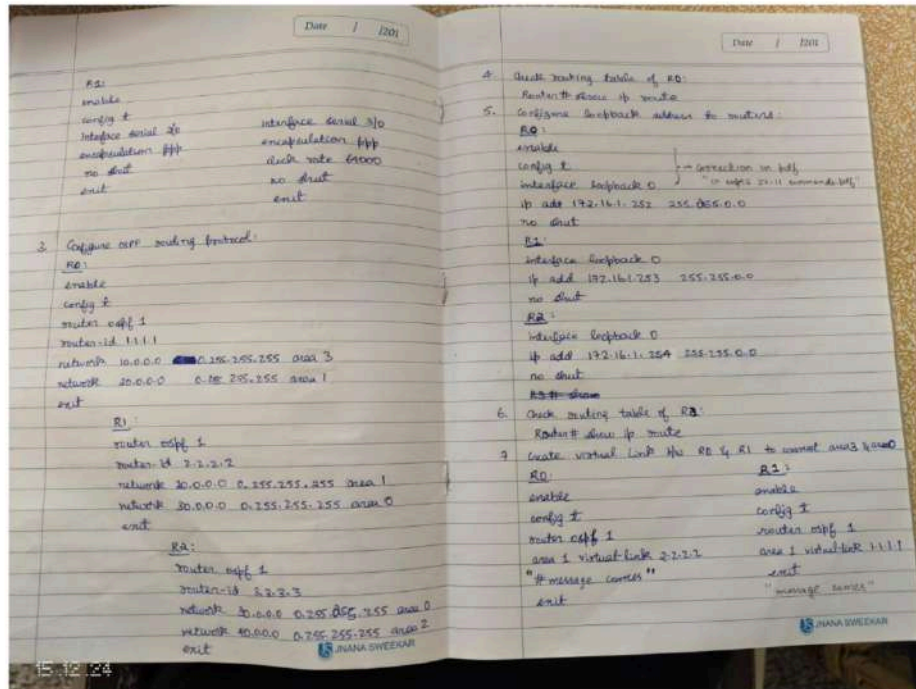 Date / /201
R1:
enable
config t
interface serial 2/0
encapsulation ppp
no shut
exit
interface serial 3/0
encapsulation ppp
clock rate 64000
no shut
exit
3. Configure OSPF routing protocol:
R0:
enable
config t
router ospf 1
router-id 1.1.1.1
network 10.0.0.0 0.255.255.255 area 3
network 20.0.0.0 0.255.255.255 area 1
exit
R1:
router ospf 1
router-id 2.2.2.2
network 20.0.0.0 0.255.255.255 area 1
network 30.0.0.0 0.255.255.255 area 0
exit
R2:
router ospf 1
router-id 3.3.3.3
network 30.0.0.0 0.255.255.255 area 0
network 40.0.0.0 0.255.255.255 area 2
exit
JNANA SWEEKAR
Date / /201
4. Check routing table of R0:
Router# show ip route
5. Configure loopback address to routers:
R0:
enable
config t
interface loopback 0
→ correction in pdf
commands.pdf"
ip add 172.16.1.252 255.255.0.0
no shut
R1:
interface loopback 0
ip add 172.16.1.253 255.255.0.0
no shut
R2:
interface loopback 0
ip add 172.16.1.254 255.255.0.0
no shut
R3# show
6. Check routing table of R2:
Router# show ip route
7 Create virtual link b/w R0 & R1 to connect area3 & area0
R0:
enable
config t
router ospf 1
area 1 virtual-link 2.2.2.2
"# message comes"
exit
R1:
enable
config t
router ospf 1
area 1 virtual-link 1.1.1.1
exit
"message comes"
JNANA SWEEKAR
15.12.24